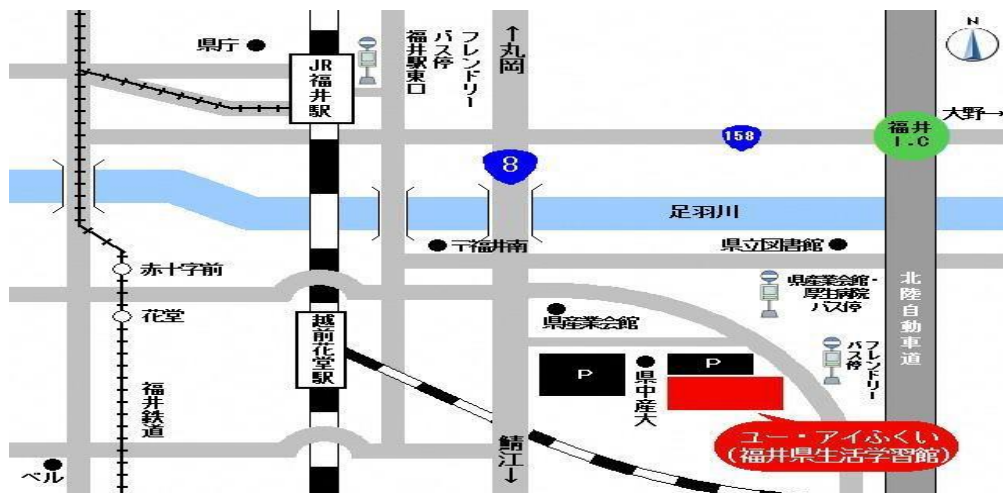 県庁
JR福井駅
フレンドリー
バス停
福井駅東口
↑丸岡
N
大野→
158
福井
I.C
8
足羽川
〒福井南
県立図書館
赤十字前
花堂
県産業会館・
厚生病院
バス停
北陸自動車道
県産業会館
越前花堂駅
フレンドリー
バス停
P
県中産大
P
福井鉄道
ユー・アイふくい
(福井県生活学習館)
鯖江↓
ベル